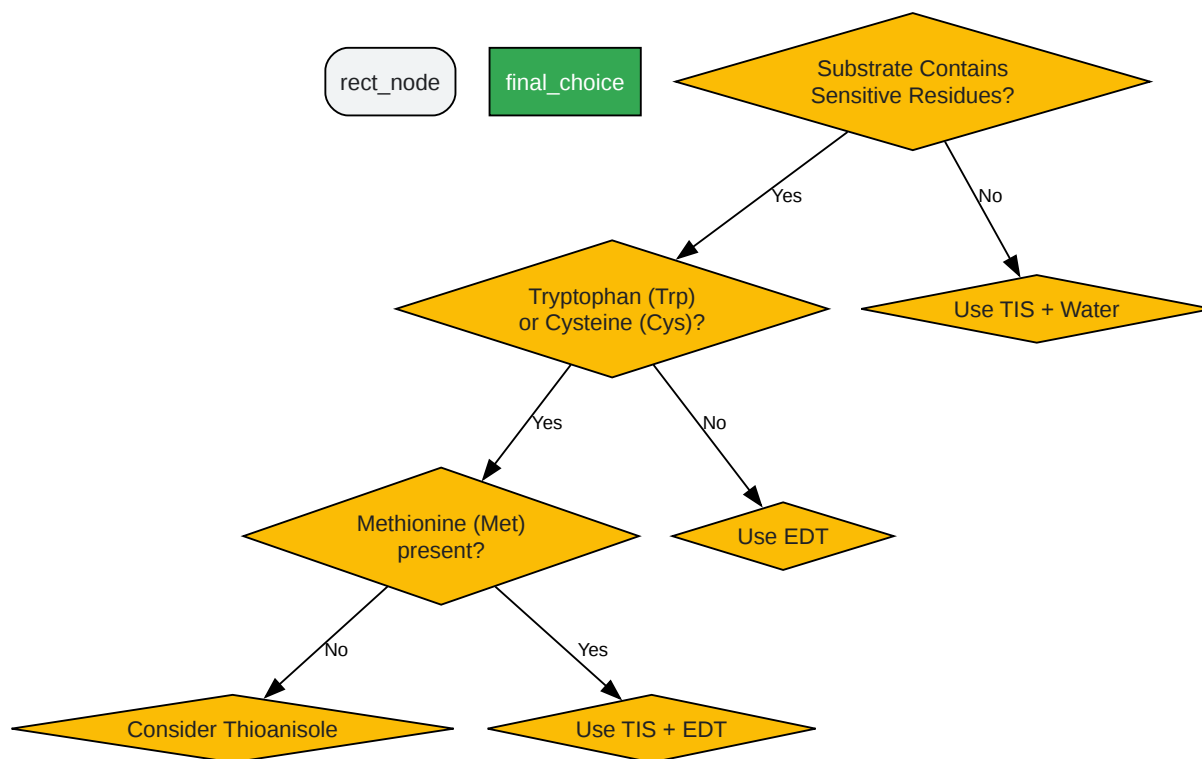 rect_node
final_choice
Substrate Contains
Sensitive Residues?
Yes
No
Tryptophan (Trp)
or Cysteine (Cys)?
Use TIS + Water
Yes
No
Methionine (Met)
present?
Use EDT
No
Yes
Consider Thioanisole
Use TIS + EDT